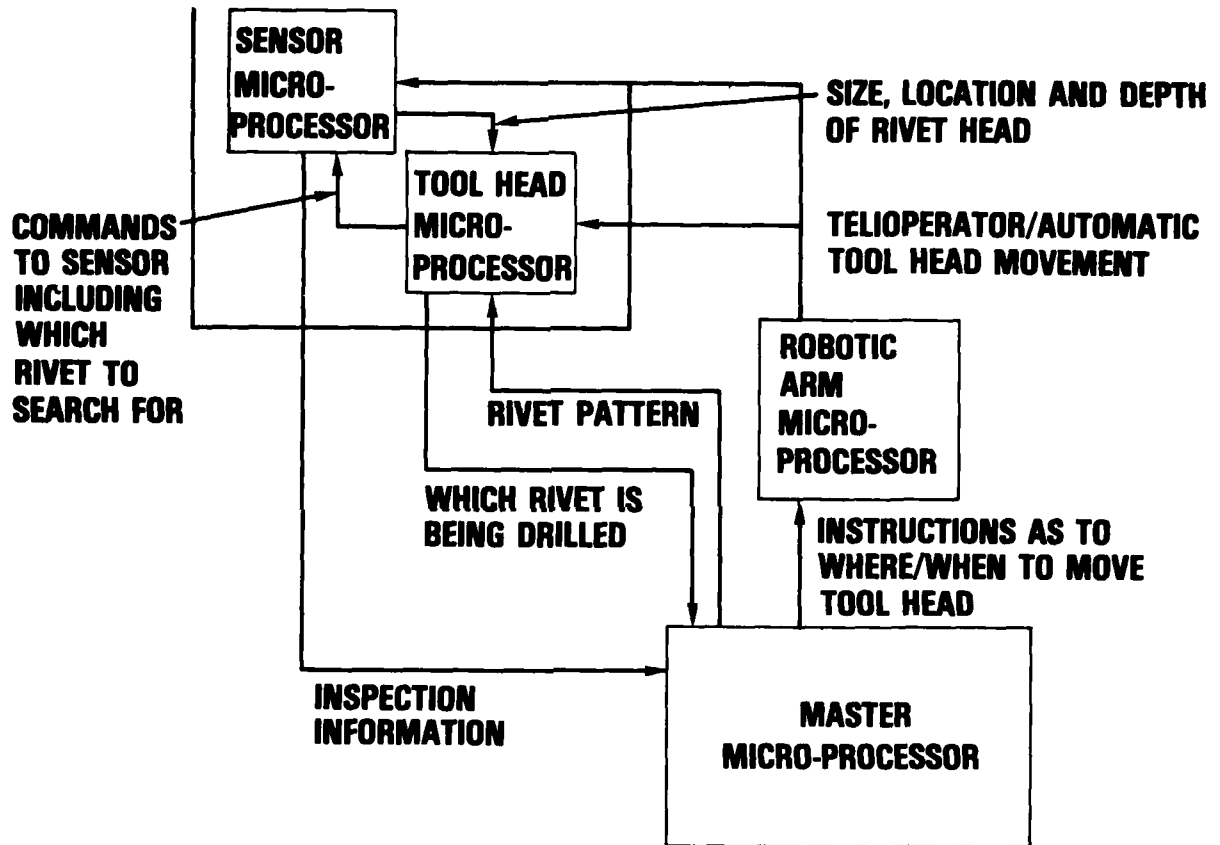 SENSOR
MICRO-
PROCESSOR
SIZE, LOCATION AND DEPTH
OF RIVET HEAD
TOOL HEAD
MICRO-
PROCESSOR
COMMANDS
TO SENSOR
INCLUDING
WHICH
RIVET TO
SEARCH FOR
TELIOPERATOR/AUTOMATIC
TOOL HEAD MOVEMENT
ROBOTIC
ARM
MICRO-
PROCESSOR
RIVET PATTERN
WHICH RIVET IS
BEING DRILLED
INSTRUCTIONS AS TO
WHERE/WHEN TO MOVE
TOOL HEAD
INSPECTION
INFORMATION
MASTER
MICRO-PROCESSOR